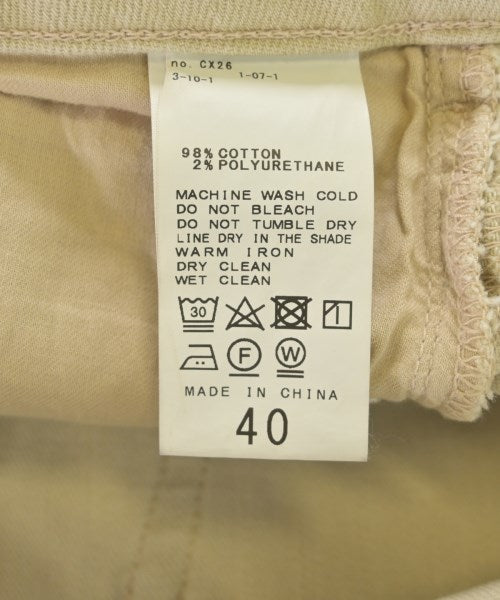 no. CX26
3-10-1 1-07-1
98% COTTON
2% POLYURETHANE
MACHINE WASH COLD
DO NOT BLEACH
DO NOT TUMBLE DRY
LINE DRY IN THE SHADE
WARM IRON
DRY CLEAN
WET CLEAN
30
F W
MADE IN CHINA
40